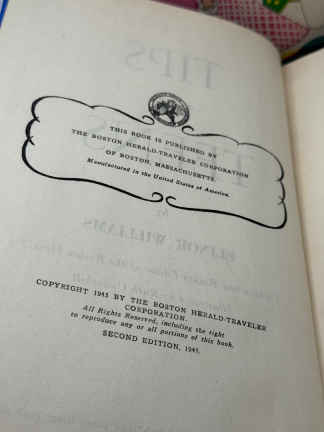 THIS BOOK IS PUBLISHED BY
THE BOSTON HERALD-TRAVELER CORPORATION
OF BOSTON, MASSACHUSETTS.
Manufactured in the United States of America.
COPYRIGHT 1945 BY THE BOSTON HERALD-TRAVELER
CORPORATION.
All Rights Reserved, including the right
to reproduce any or all portions of this book.
SECOND EDITION, 1945.